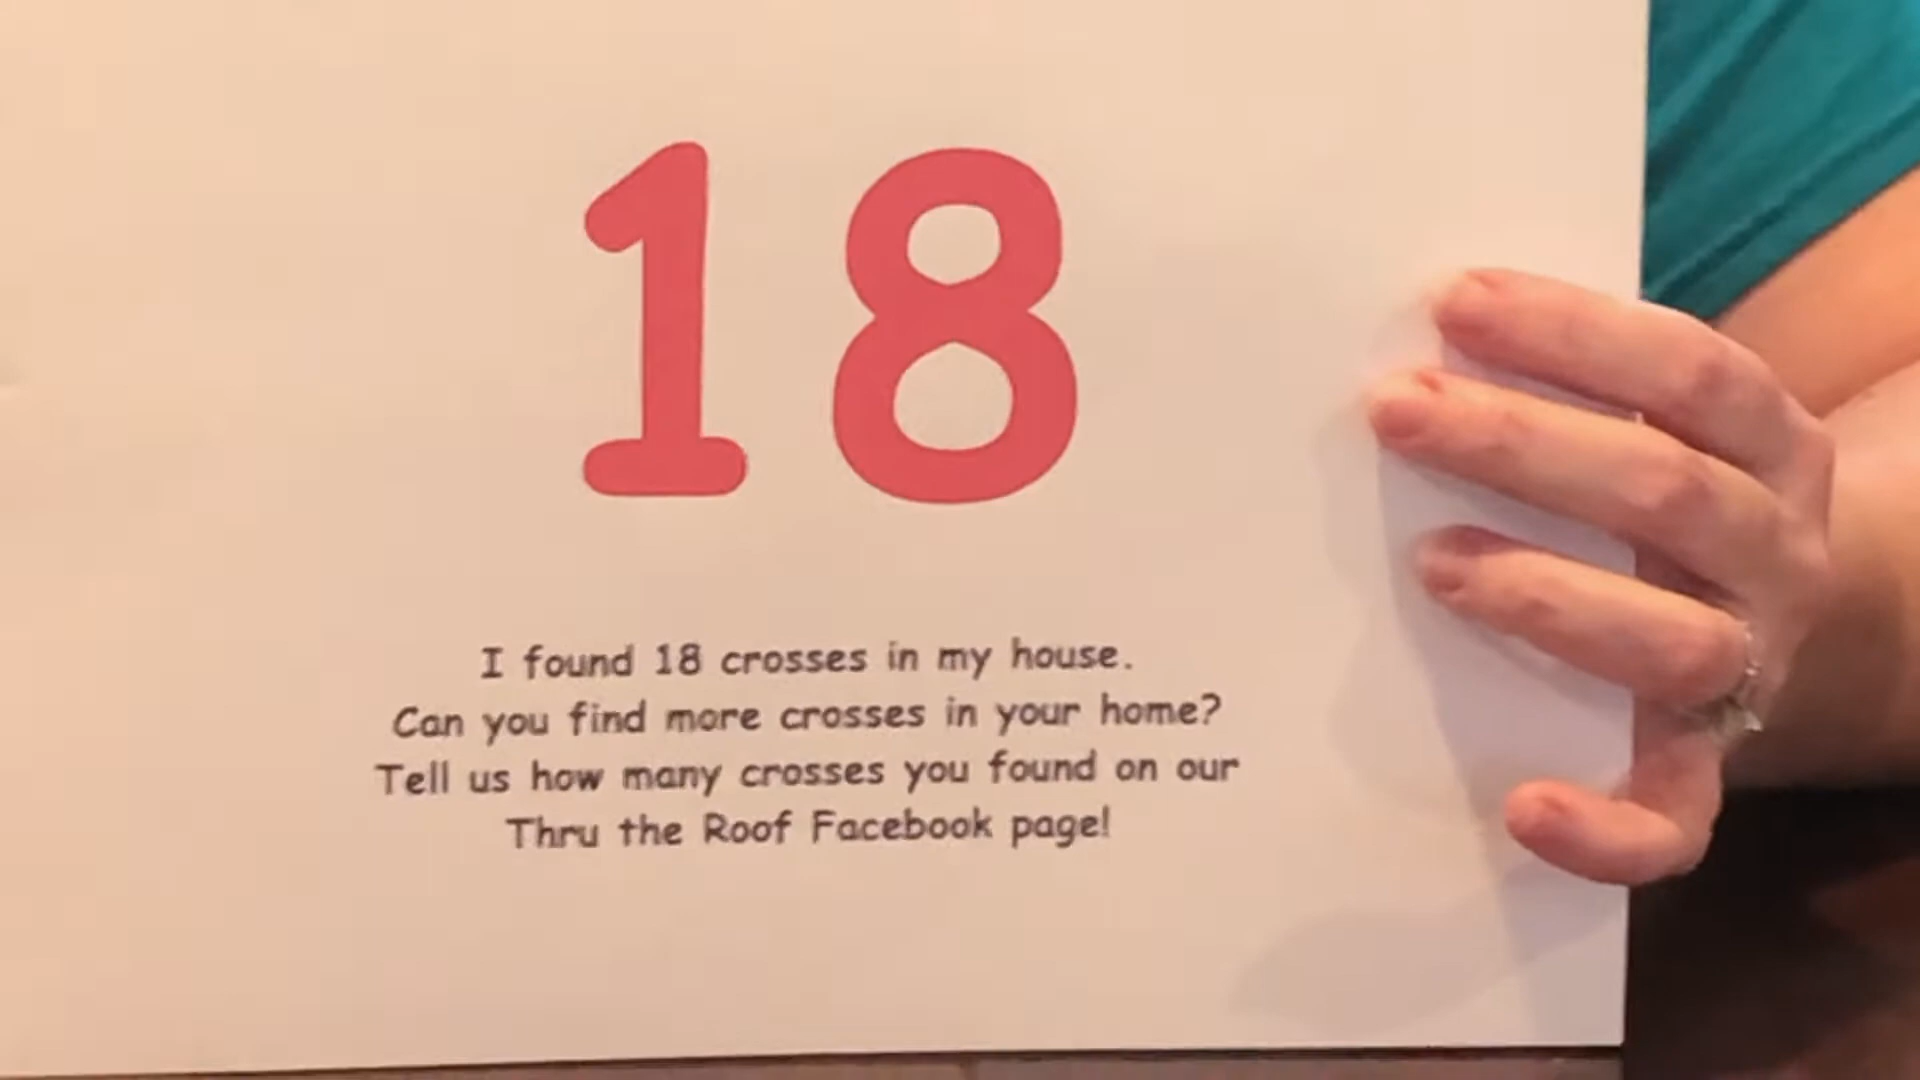 18
I found 18 crosses in my house.
Can you find more crosses in your home?
Tell us how many crosses you found on our
Thru the Roof Facebook page!